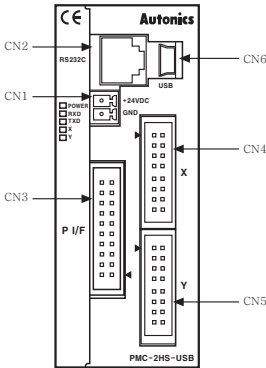 CE Autonics
CN2
RS232C
USB
CN6
CN1
+24VDC
GND
POWER
RXD
TXD
X
Y
CN4
X
CN3
P I/F
Y
CN5
PMC-2HS-USB